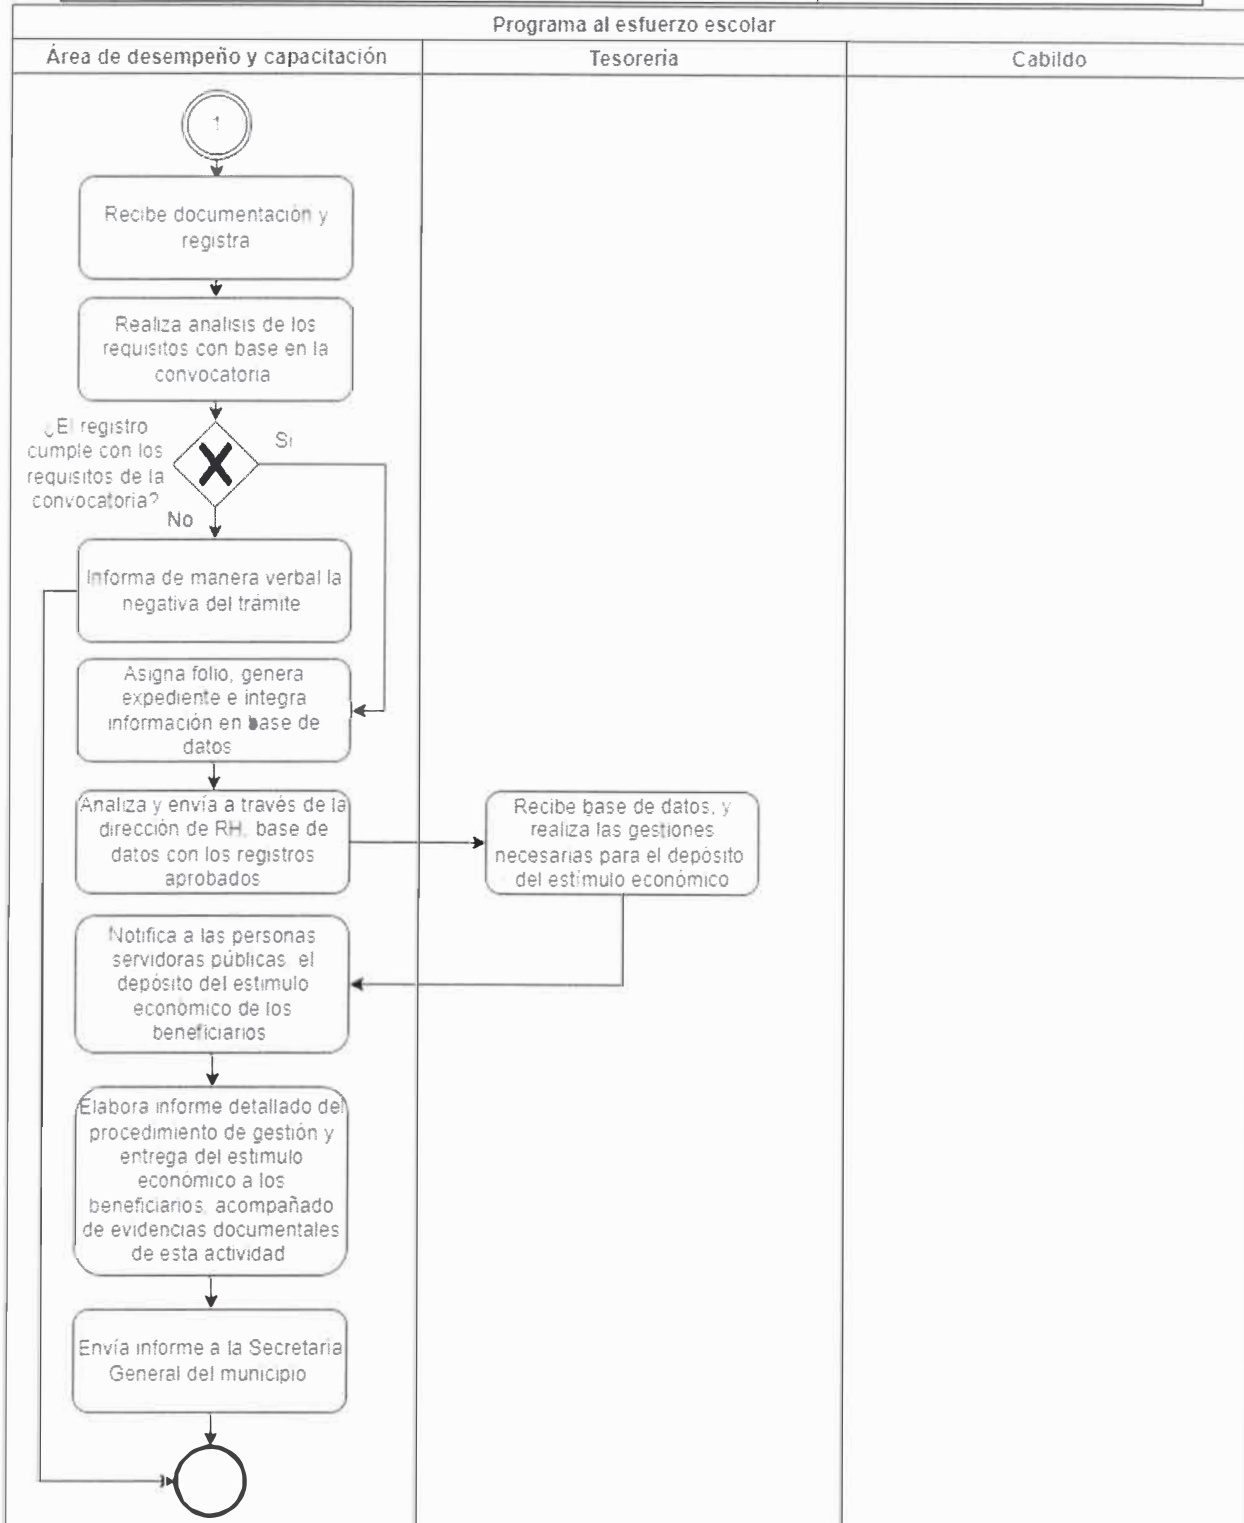 Programa al esfuerzo escolar
Área de desempeño y capacitación
Tesoreria
Cabildo
1
Recibe documentación y
registra
Realiza analisis de los
requisitos con base en la
convocatoria
¿El registro
cumple con los
requisitos de la
convocatoria?
Si
No
Informa de manera verbal la
negativa del trámite
Asigna folio, genera
expediente e integra
información en base de
datos
Analiza y envía a través de la
dirección de RH, base de
datos con los registros
aprobados
Recibe base de datos, y
realiza las gestiones
necesarias para el depósito
del estímulo económico
Notifica a las personas
servidoras públicas, el
depósito del estimulo
económico de los
beneficiarios
Elabora informe detallado del
procedimiento de gestión y
entrega del estimulo
económico a los
beneficiarios, acompañado
de evidencias documentales
de esta actividad
Envía informe a la Secretaria
General del municipio